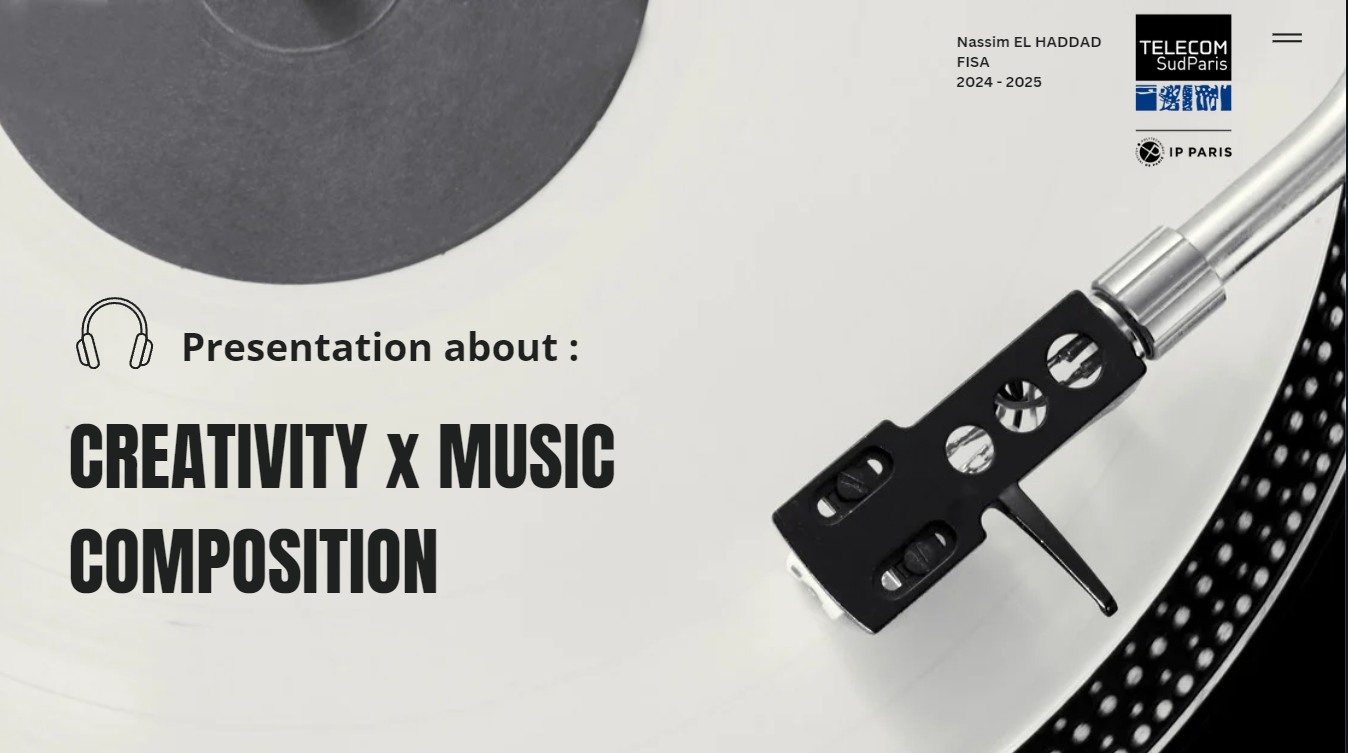 Nassim EL HADDAD
FISA
2024 - 2025
TELECOM
SudParis
IP PARIS
Presentation about :
CREATIVITY x MUSIC
COMPOSITION